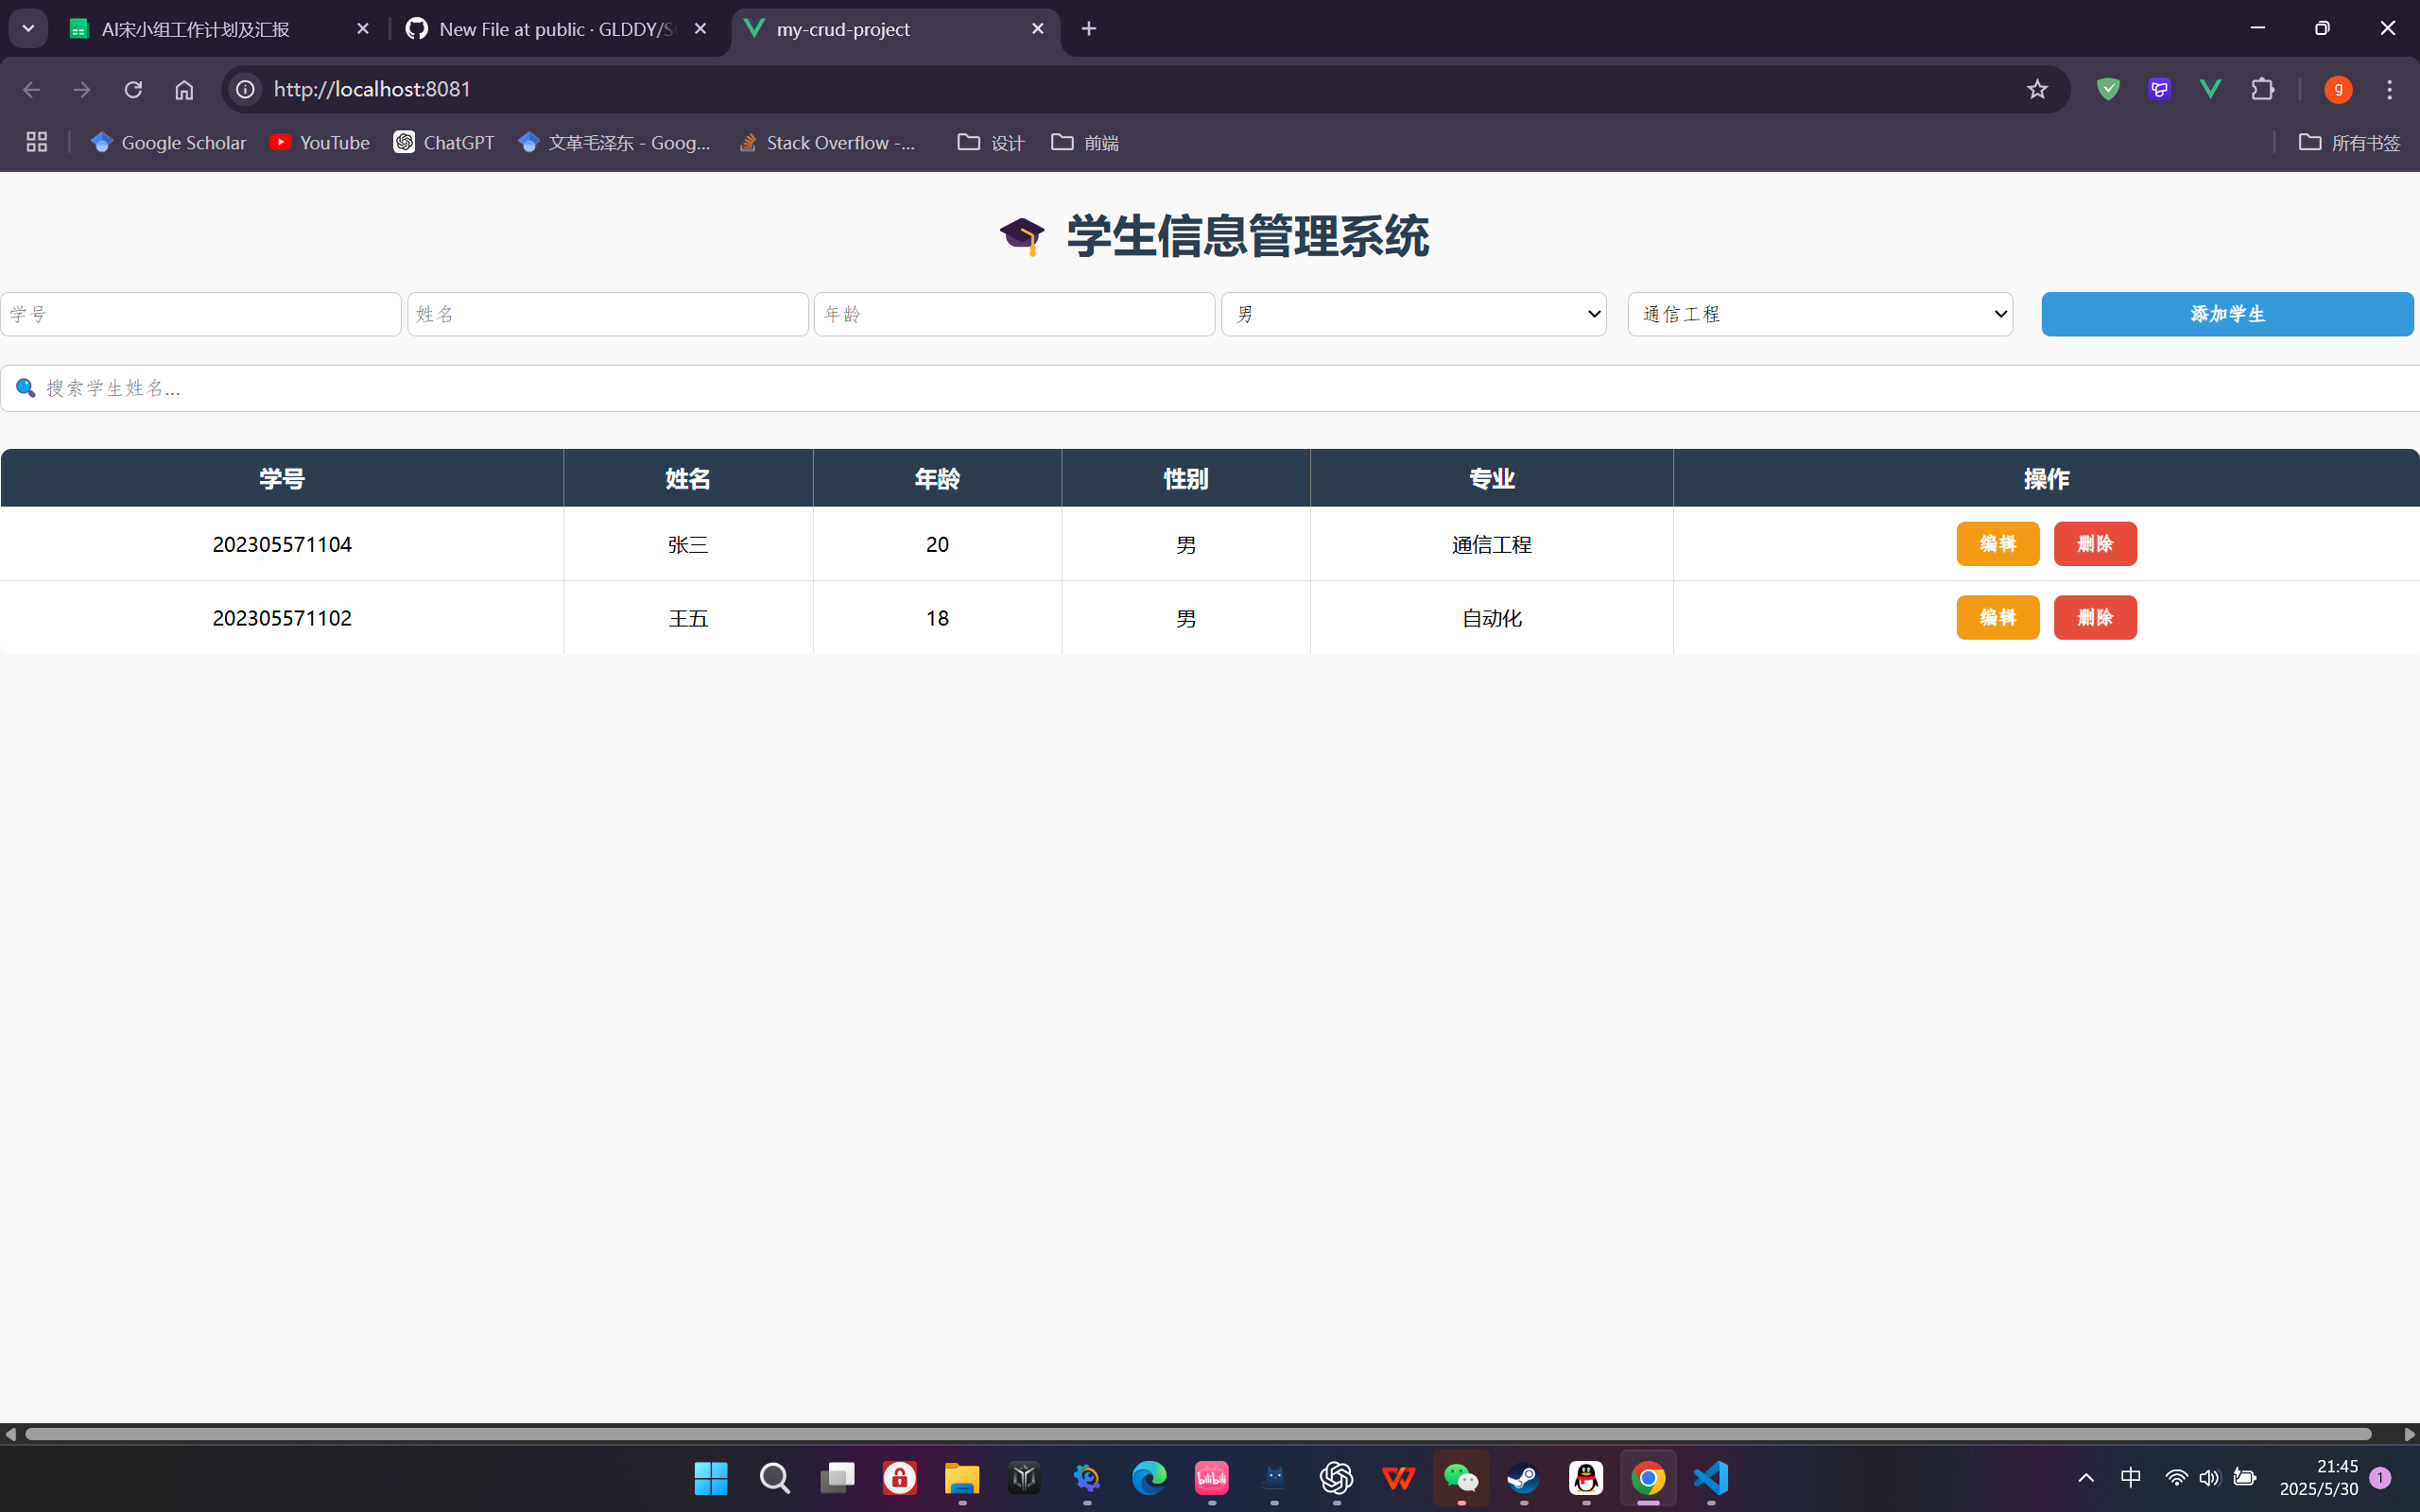 AI宋小组工作计划及汇报
New File at public · GLDDY/S
my-crud-project
http://localhost:8081
g
Google Scholar
YouTube
ChatGPT
文革毛泽东 - Goog...
Stack Overflow -...
设计
前端
所有书签
学生信息管理系统
学号
姓名
年龄
男
通信工程
添加学生
搜索学生姓名...
学号 姓名 年龄 性别 专业 操作
202305571104 张三 20 男 通信工程 编辑 删除
202305571102 王五 18 男 自动化 编辑 删除
bilibili
中
21:45
2025/5/30
1